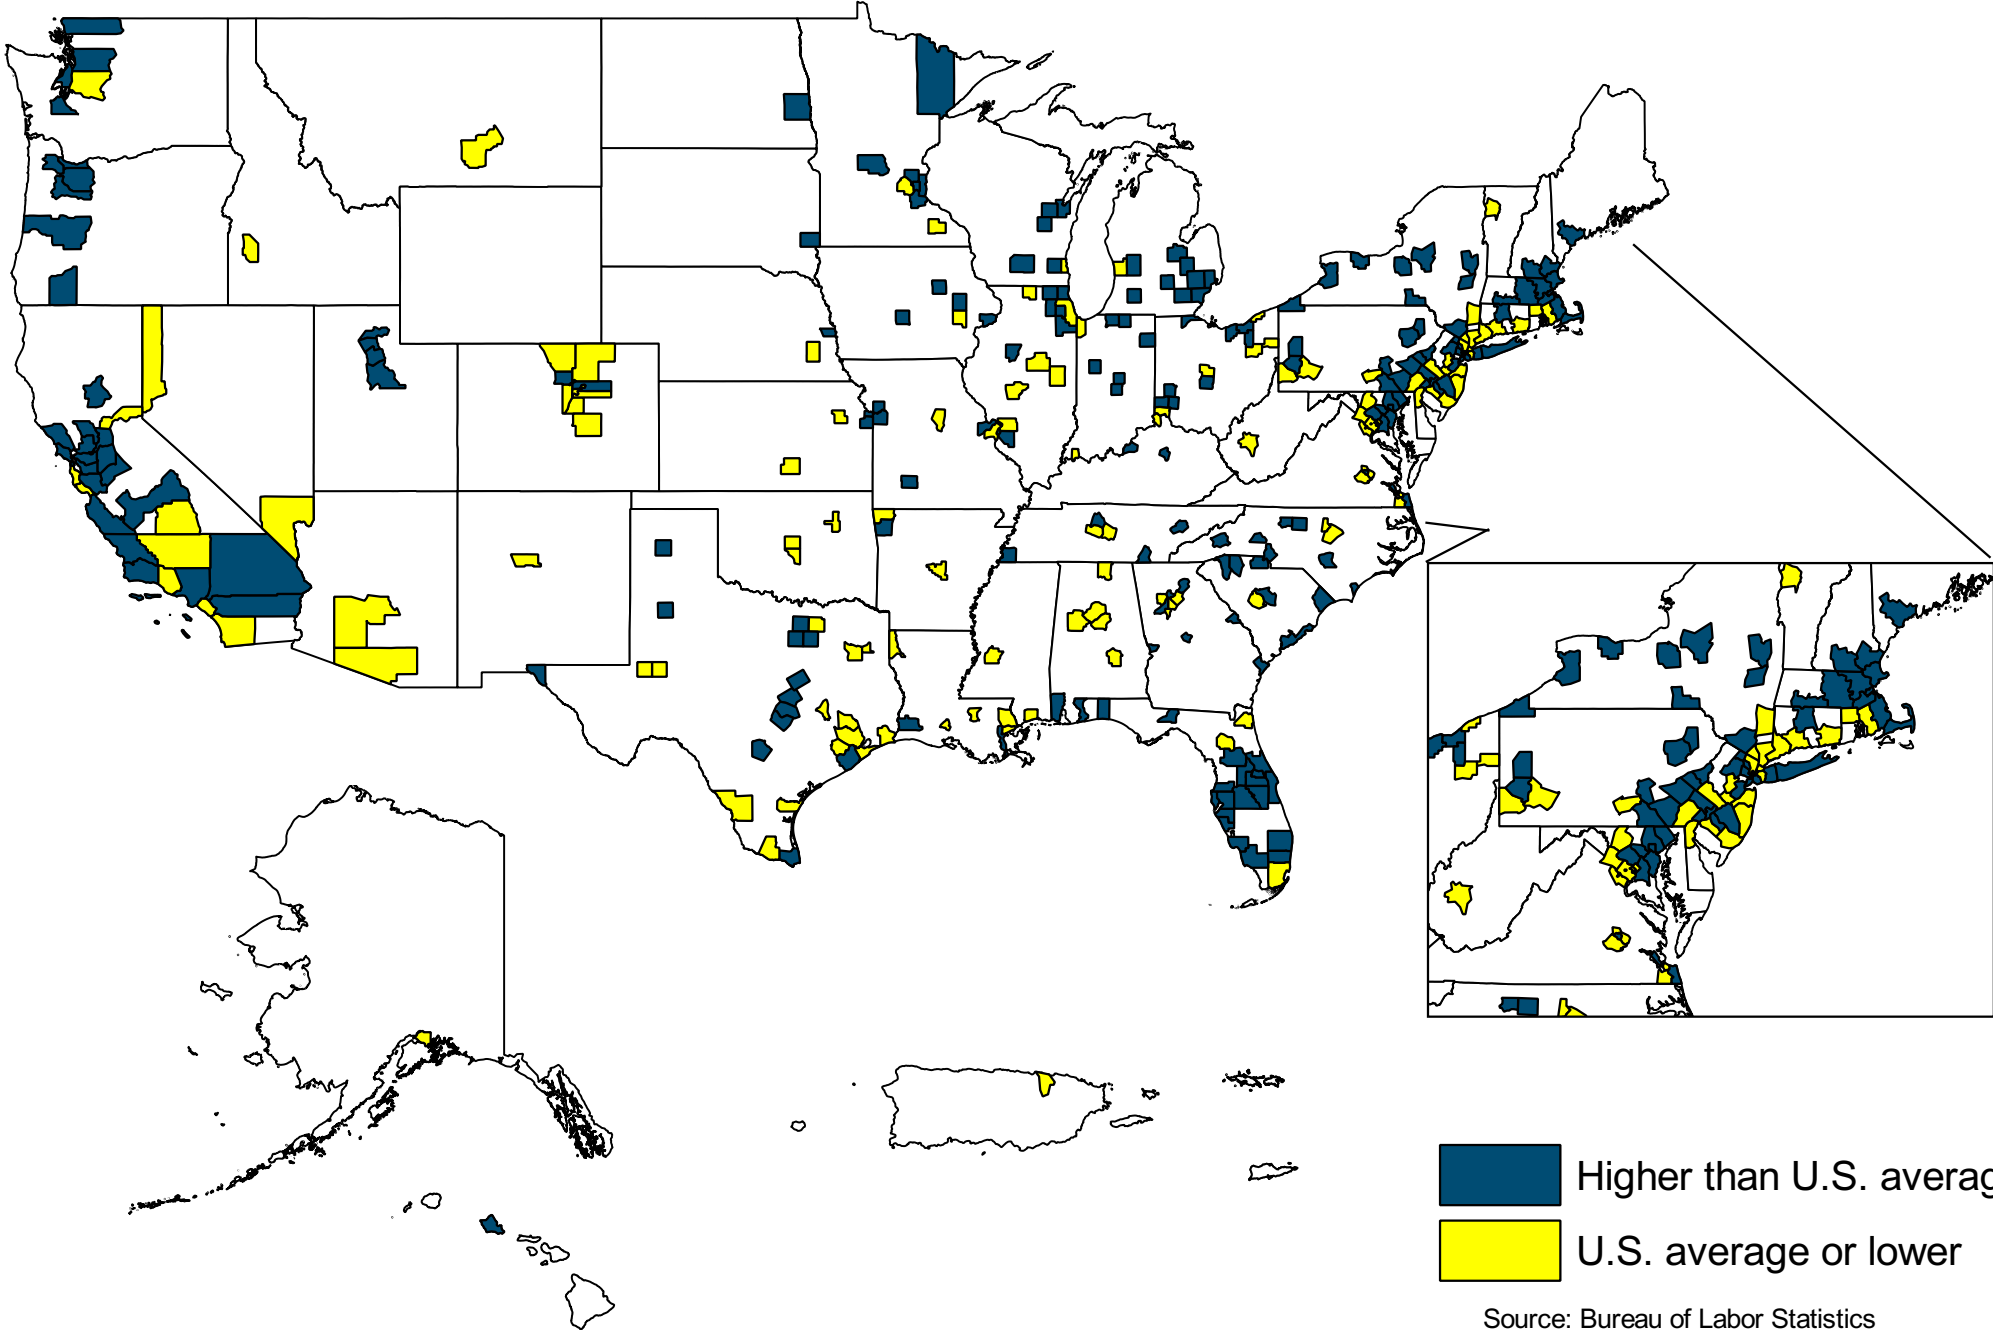 Higher than U.S. averag
U.S. average or lower
Source: Bureau of Labor Statistics